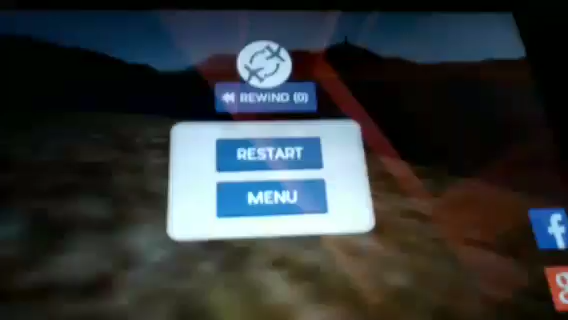 REWIND (0)
RESTART
MENU
f
g